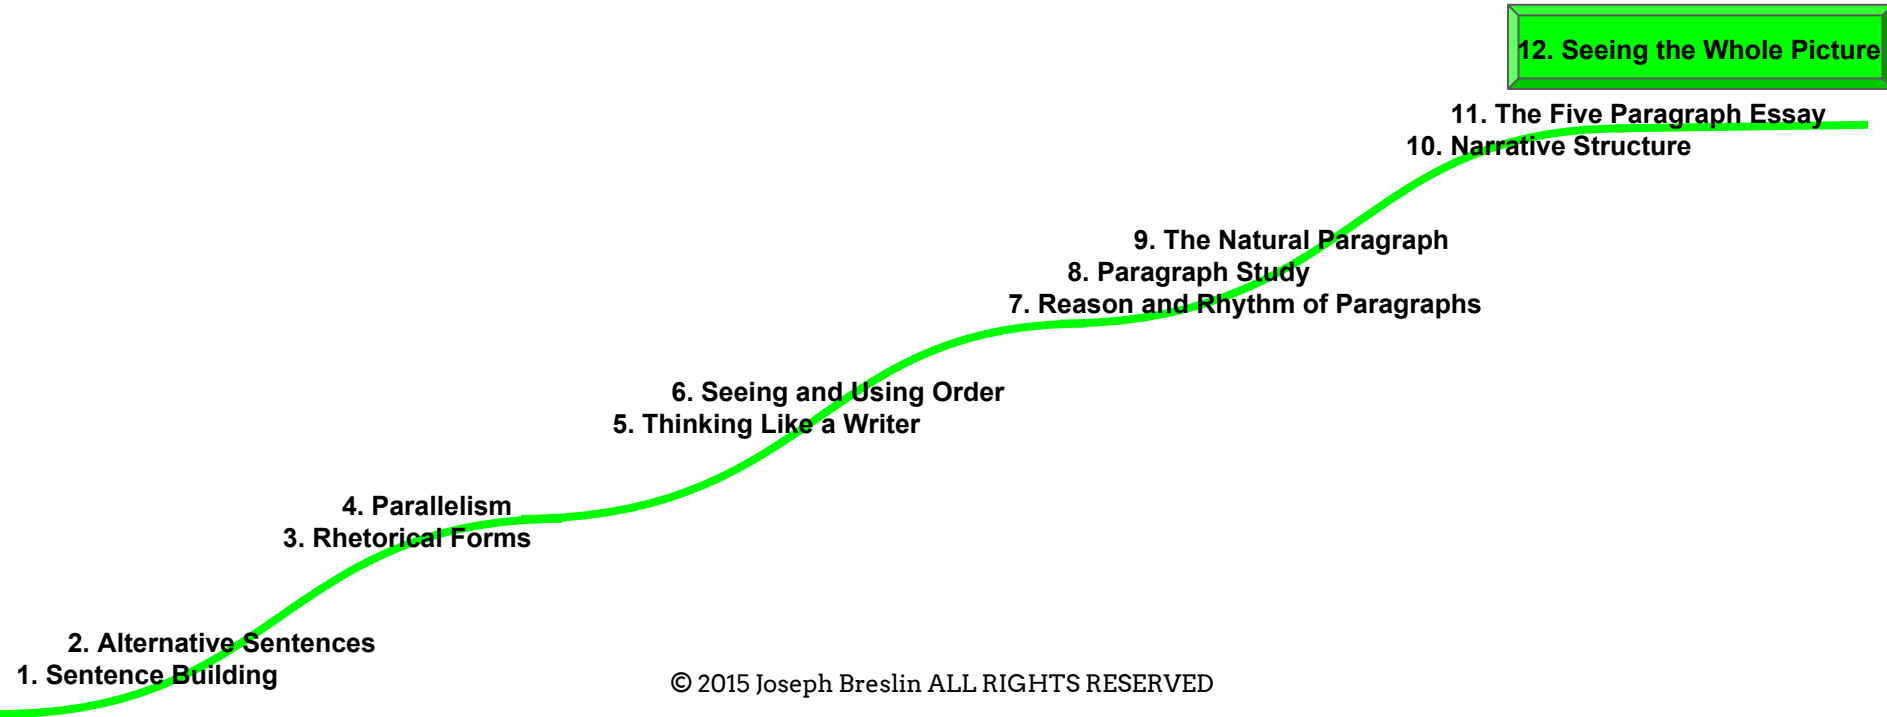 12. Seeing the Whole Picture
11. The Five Paragraph Essay
10. Narrative Structure
9. The Natural Paragraph
8. Paragraph Study
7. Reason and Rhythm of Paragraphs
6. Seeing and Using Order
5. Thinking Like a Writer
4. Parallelism
3. Rhetorical Forms
2. Alternative Sentences
1. Sentence Building
© 2015 Joseph Breslin ALL RIGHTS RESERVED